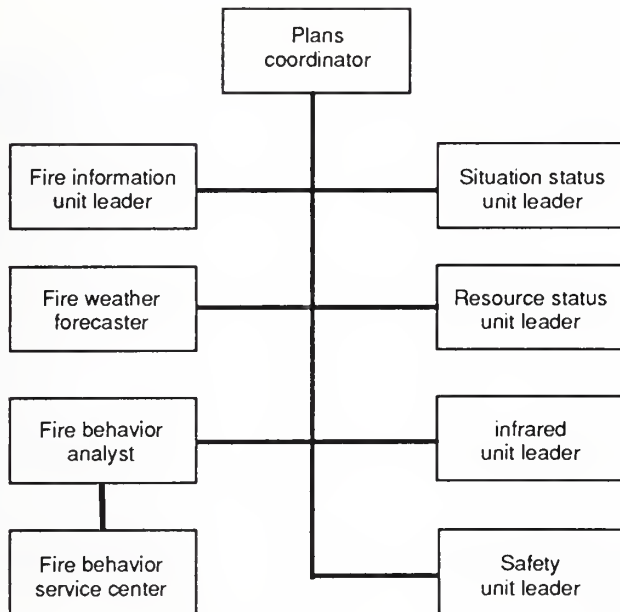 Plans
coordinator
Fire information
unit leader
Situation status
unit leader
Fire weather
forecaster
Resource status
unit leader
Fire behavior
analyst
infrared
unit leader
Fire behavior
service center
Safety
unit leader